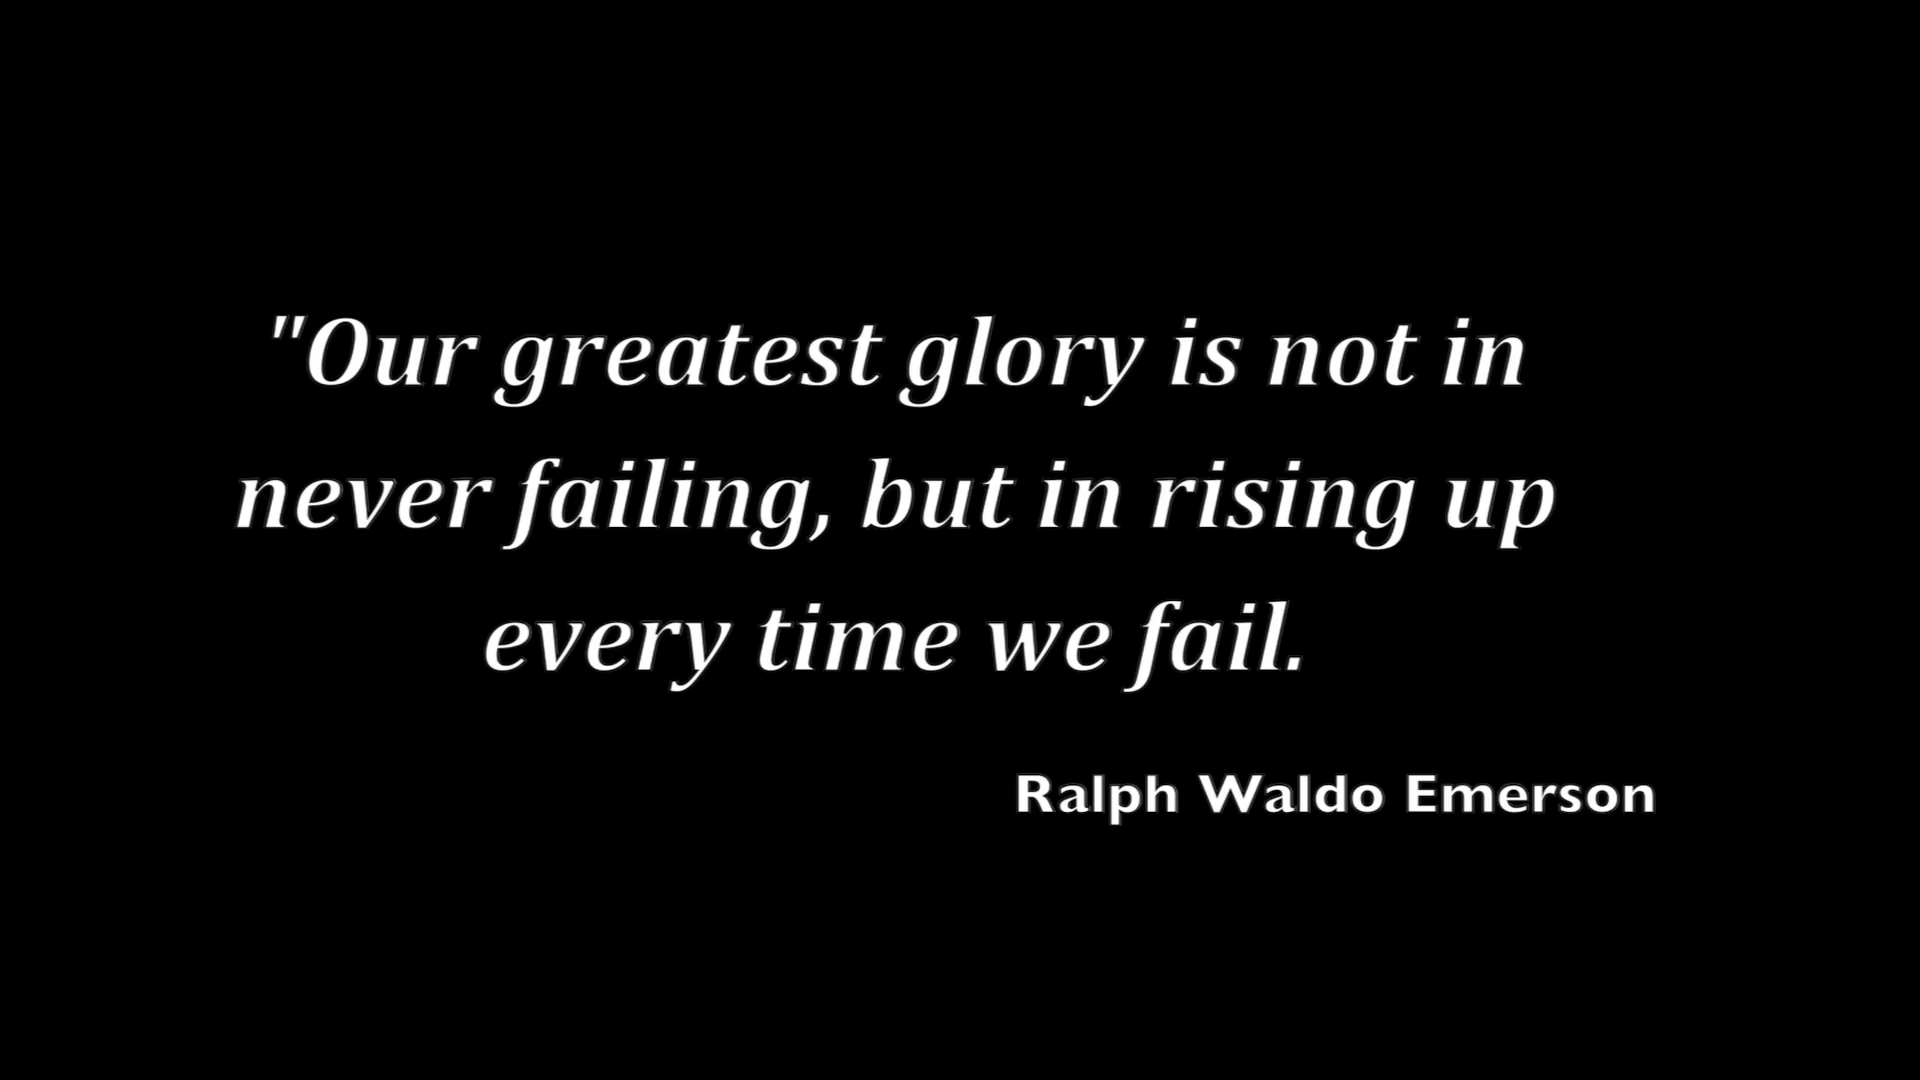 "Our greatest glory is not in
never failing, but in rising up
every time we fail.
Ralph Waldo Emerson